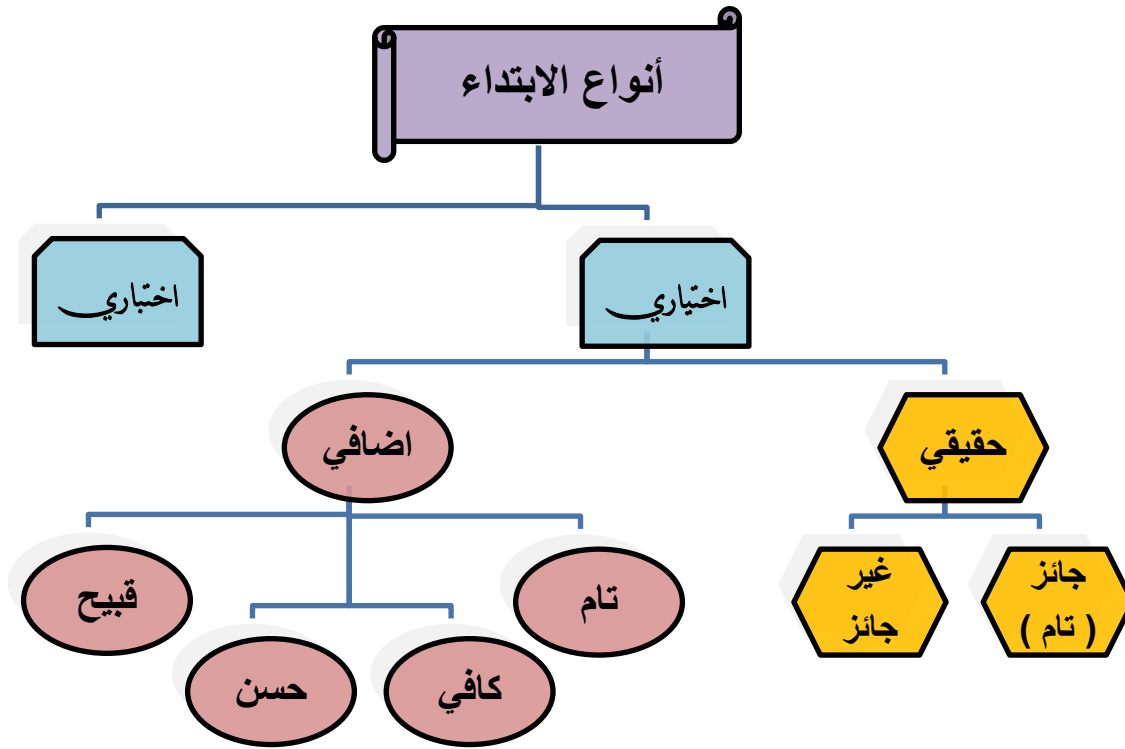 أنواع الابتداء
اختياري
اختباري
حقيقي
اضافي
جائز
( تام )
غير
جائز
تام
كافي
حسن
قبيح